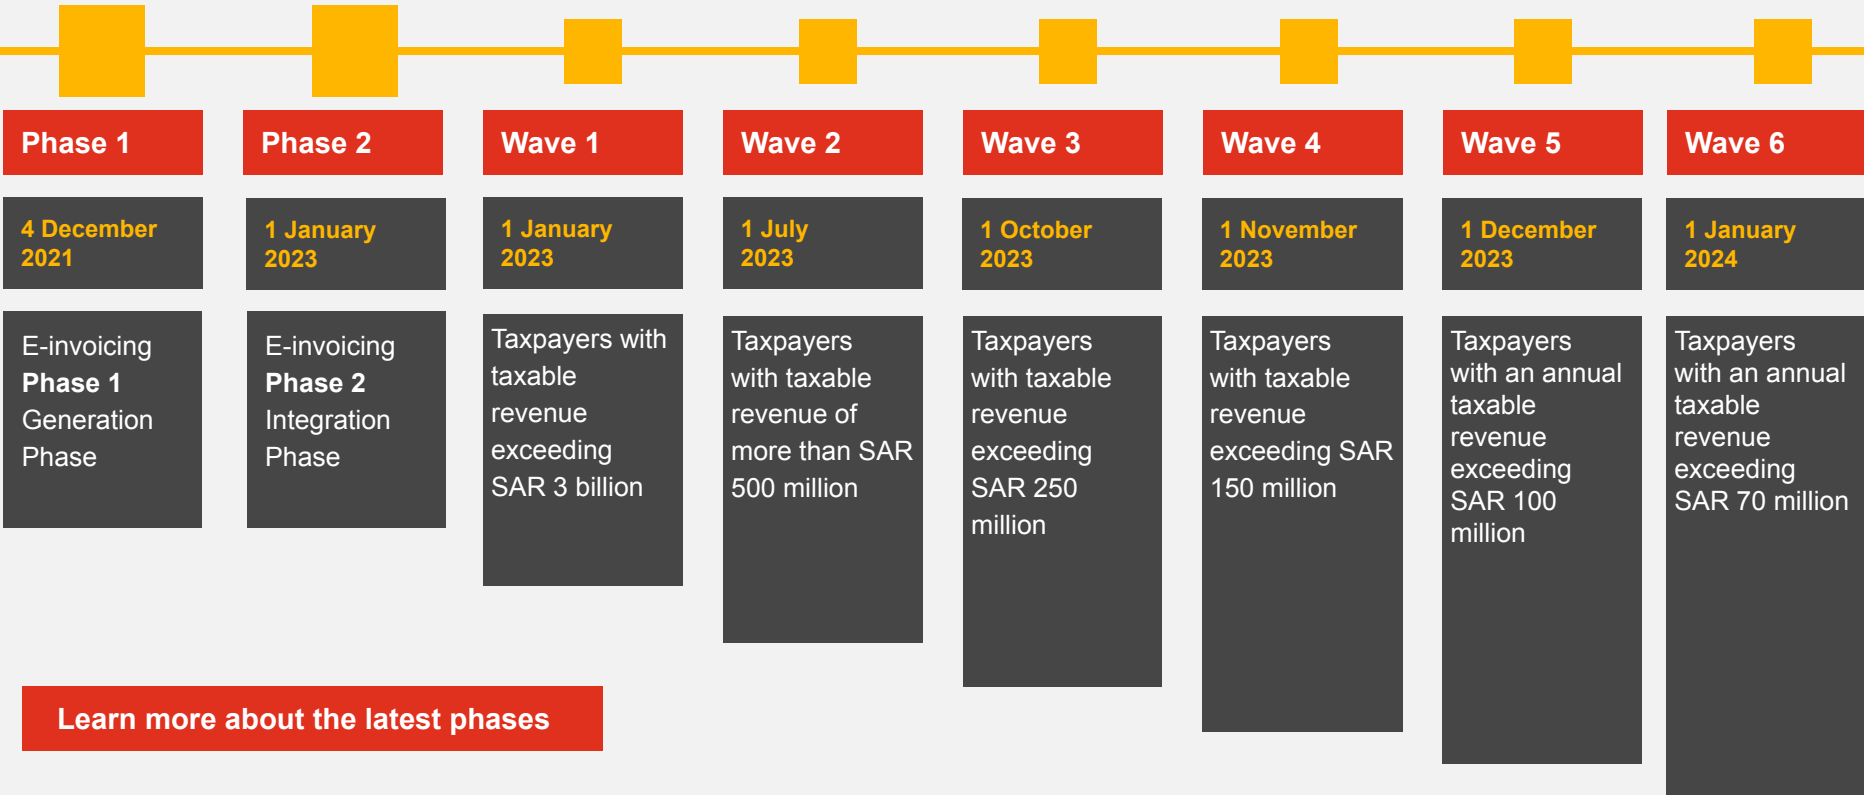 Phase 1
4 December
2021
E-invoicing
Phase 1
Generation
Phase
Phase 2
1 January
2023
E-invoicing
Phase 2
Integration
Phase
Wave 1
1 January
2023
Taxpayers with
taxable
revenue
exceeding
SAR 3 billion
Wave 2
1 July
2023
Taxpayers
with taxable
revenue of
more than SAR
500 million
Wave 3
1 October
2023
Taxpayers
with taxable
revenue
exceeding
SAR 250
million
Wave 4
1 November
2023
Taxpayers
with taxable
revenue
exceeding SAR
150 million
Wave 5
1 December
2023
Taxpayers
with an annual
taxable
revenue
exceeding
SAR 100
million
Wave 6
1 January
2024
Taxpayers
with an annual
taxable
revenue
exceeding
SAR 70 million
Learn more about the latest phases